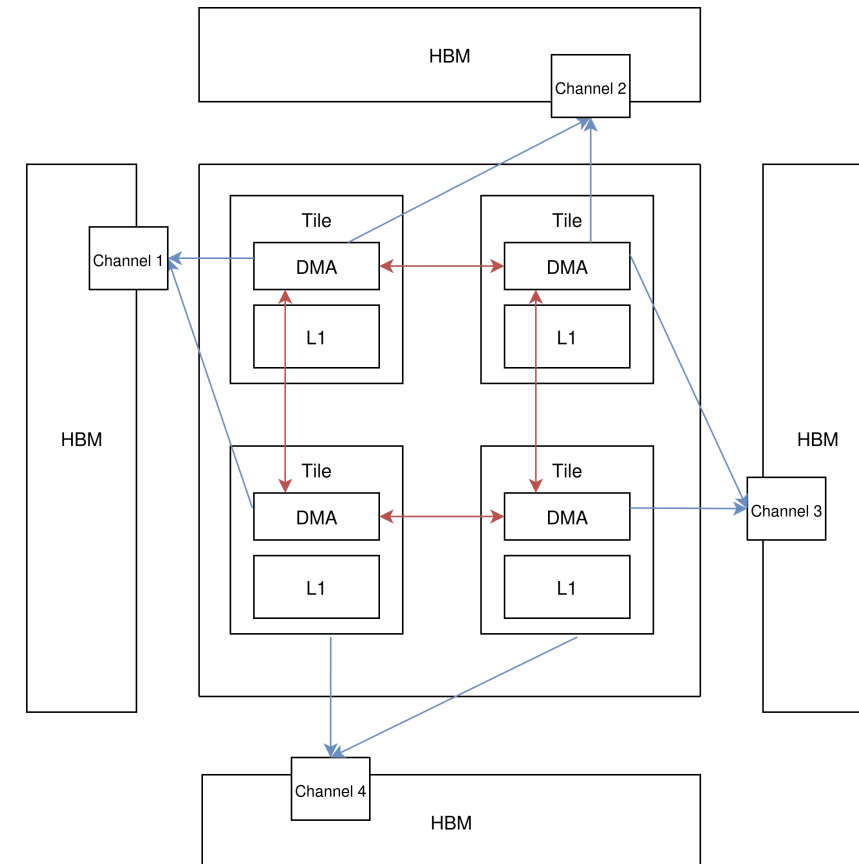 HBM
Channel 2
Tile
Tile
Channel 1
DMA
DMA
L1
L1
HBM
HBM
Tile
Tile
DMA
DMA
Channel 3
L1
L1
Channel 4
HBM